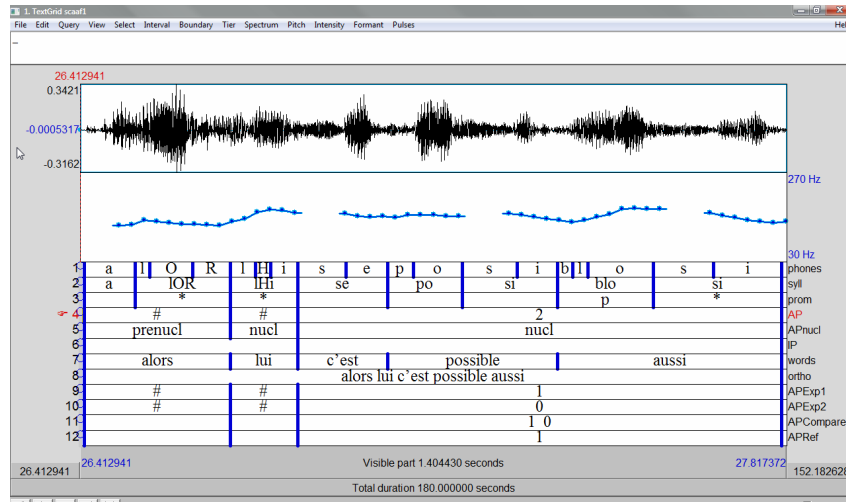 1. TextGrid scaaf1
File Edit Query View Select Interval Boundary Tier Spectrum Pitch Intensity Formant Pulses Hel
26.412941
0.3421
-0.0005317
-0.3162
270 Hz
30 Hz
1 a l O R l H i s e p o s i b l o s i phones
2 a lOR lHi se po si blo si syll
3 * * p * prom
4 # # 2 AP
5 prenucl nucl nucl APnucl
6 IP
7 alors lui c'est possible aussi words
8 alors lui c'est possible aussi ortho
9 # # 1 APExp1
10 # # 0 APExp2
11 1 0 APCompare
12 1 APRef
26.412941 26.412941 Visible part 1.404430 seconds 27.817372 152.182628
Total duration 180.000000 seconds